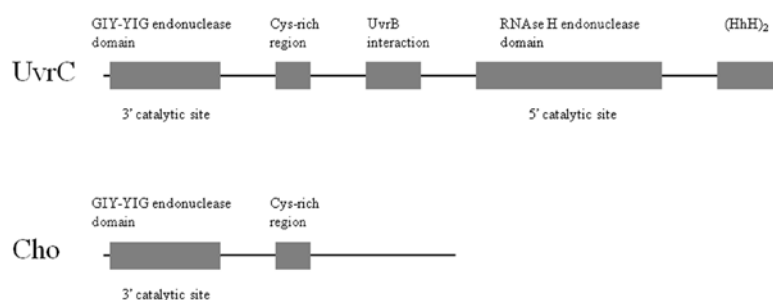 GIY-YIG endonuclease domain
Cys-rich region
UvrB interaction
RNAse H endonuclease domain
(HhH)2
UvrC
3' catalytic site
5' catalytic site
GIY-YIG endonuclease domain
Cys-rich region
Cho
3' catalytic site